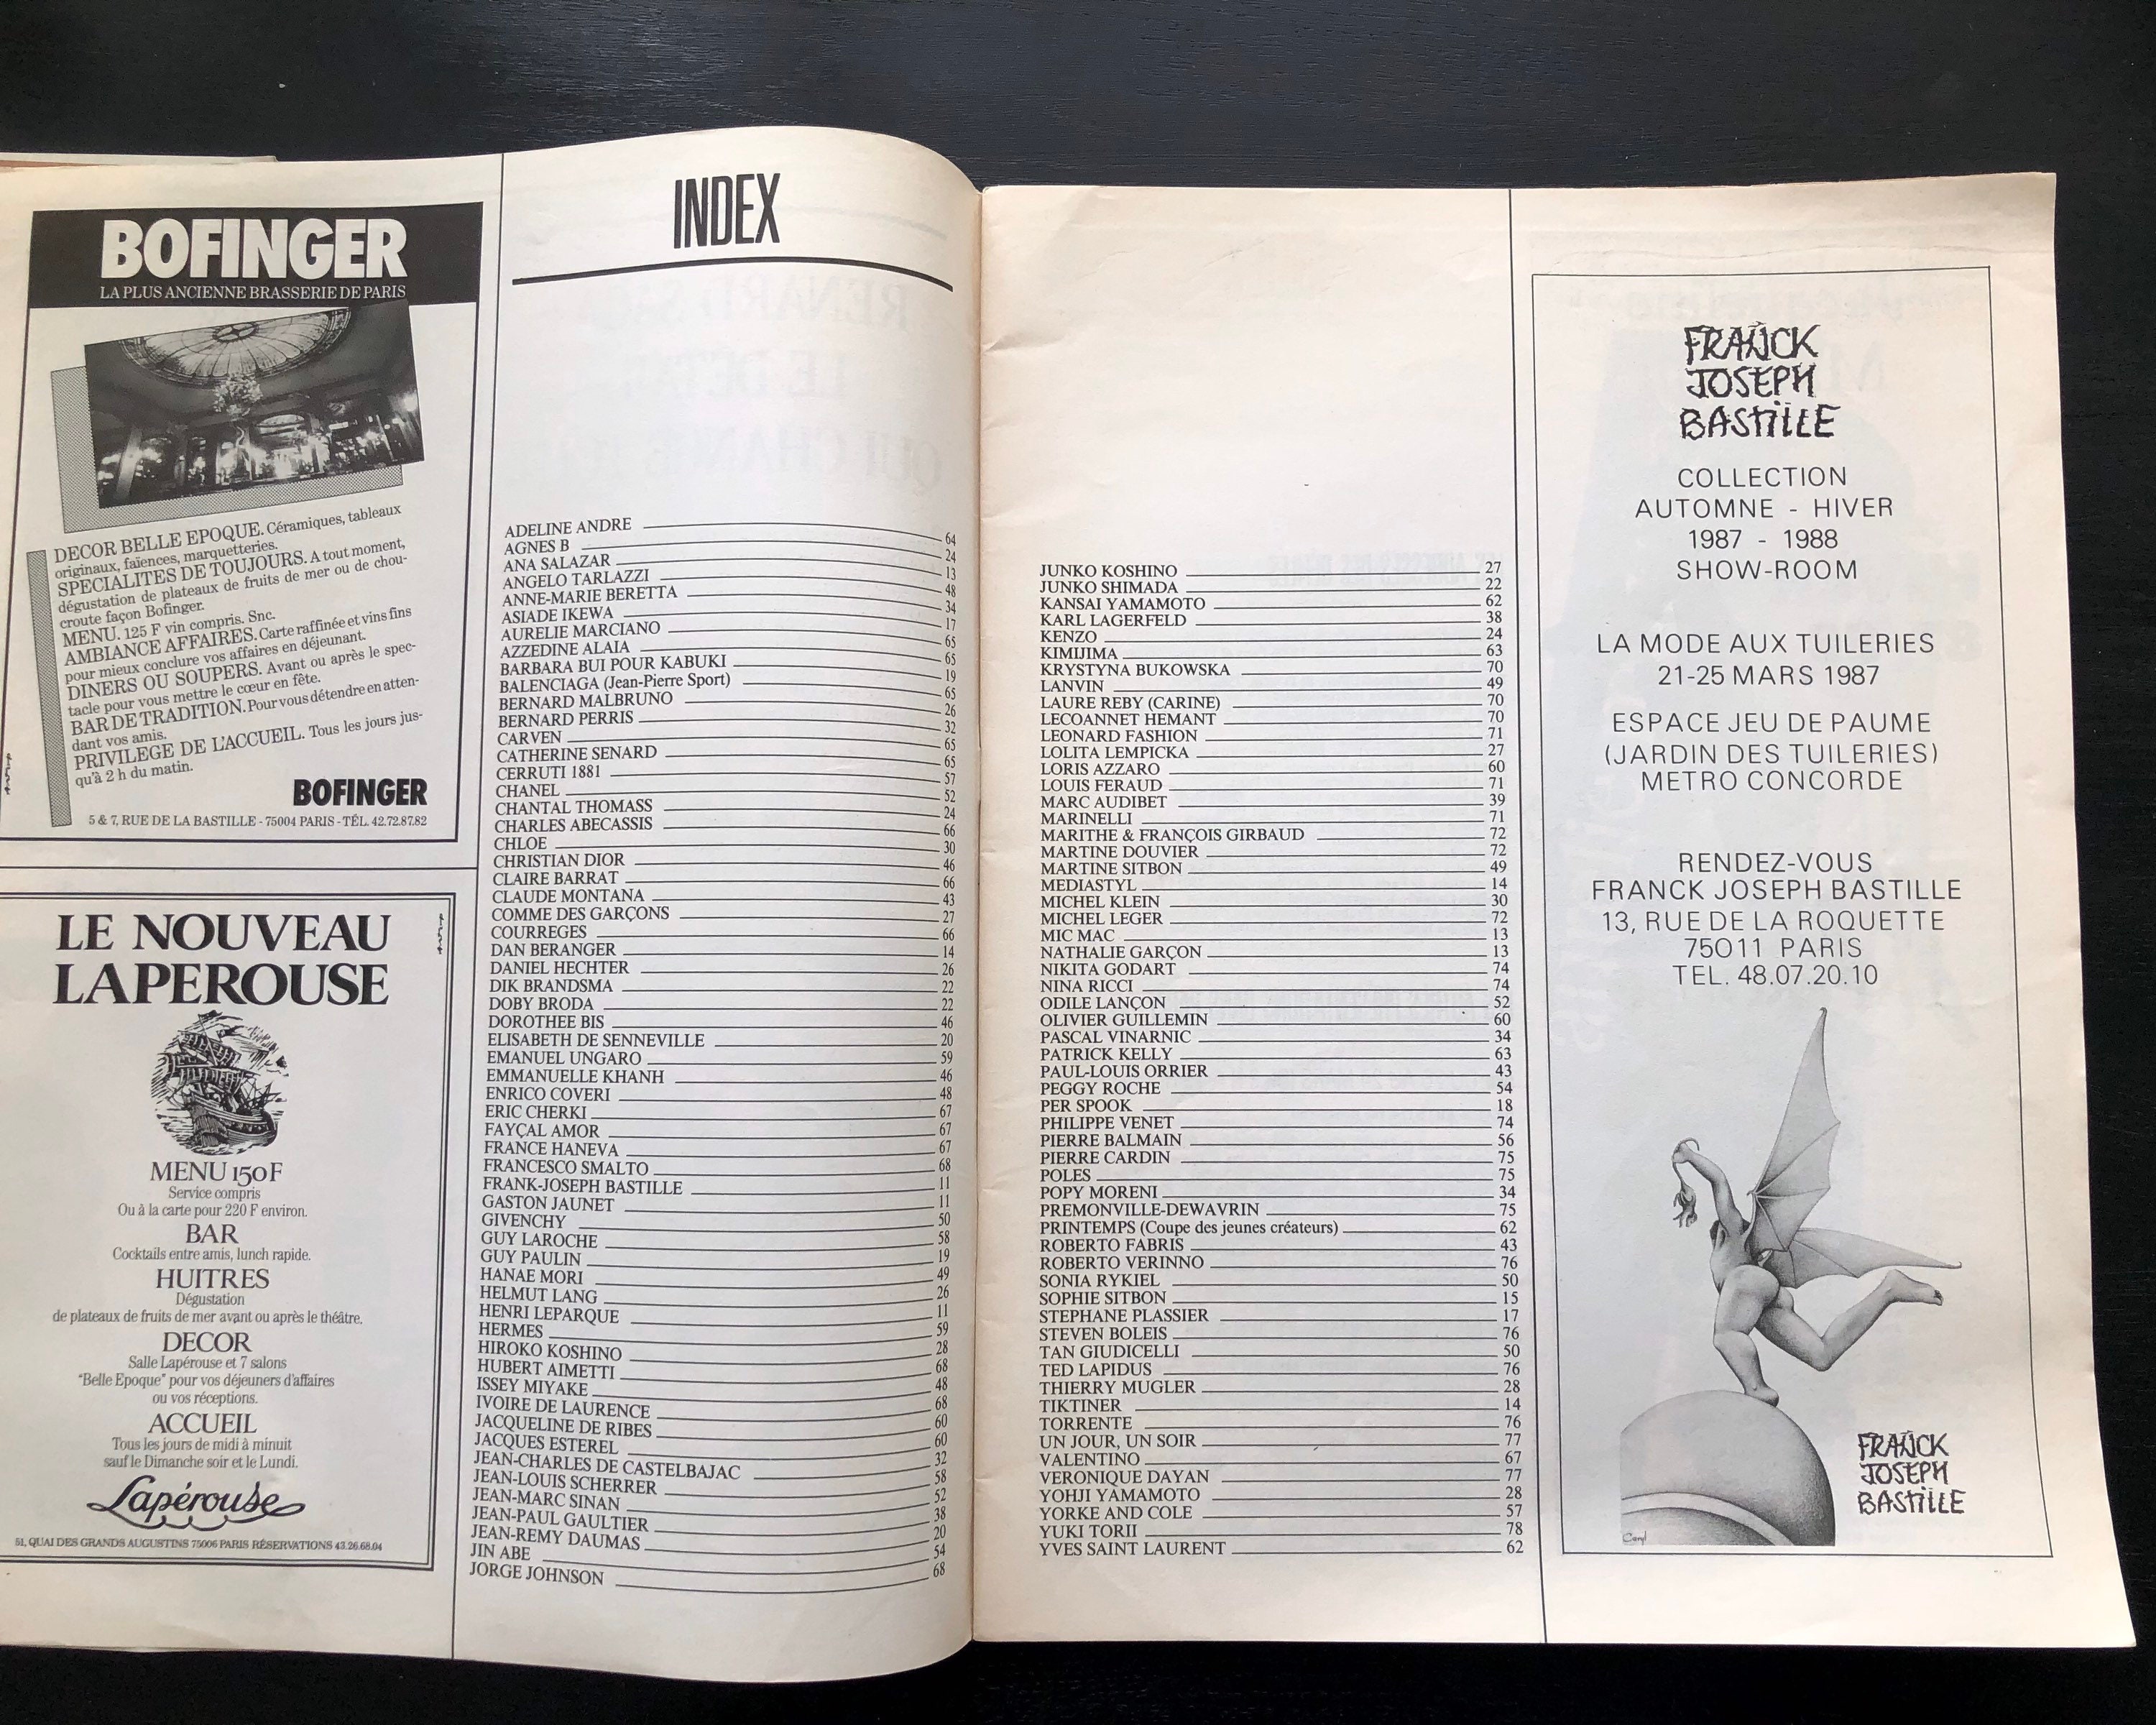 BOFINGER
LA PLUS ANCIENNE BRASSERIE DE PARIS
DECOR BELLE EPOQUE. Céramiques, tableaux
originaux, faïences, marquetteries.
SPECIALITES DE TOUJOURS. A tout moment,
dégustation de plateaux de fruits de mer ou de chou-
croute façon Bofinger.
MENU. 125 F vin compris. Snc.
AMBIANCE AFFAIRES. Carte raffinée et vins fins
pour mieux conclure vos affaires en déjeunant.
DINERS OU SOUPERS. Avant ou après le spec-
tacle pour vous mettre le cœur en fête.
BAR DE TRADITION. Pour vous détendre en atten-
dant vos amis.
PRIVILEGE DE L'ACCUEIL. Tous les jours jus-
qu'à 2 h du matin.
BOFINGER
5 & 7, RUE DE LA BASTILLE - 75004 PARIS - TÉL. 42.72.87.82
LE NOUVEAU
LAPEROUSE
MENU 150 F
Service compris
Ou à la carte pour 220 F environ.
BAR
Cocktails entre amis, lunch rapide.
HUITRES
Dégustation
de plateaux de fruits de mer avant ou après le théâtre.
DECOR
Salle Lapérouse et 7 salons
"Belle Epoque" pour vos déjeuners d'affaires
ou vos réceptions.
ACCUEIL
Tous les jours de midi à minuit
sauf le Dimanche soir et le Lundi.
Lapérouse
51, QUAI DES GRANDS AUGUSTINS 75006 PARIS RÉSERVATIONS 43.26.68.04
INDEX
ADELINE ANDRE 64
AGNES B 24
ANA SALAZAR 13
ANGELO TARLAZZI 48
ANNE-MARIE BERETTA 34
ASIADE IKEWA 17
AURELIE MARCIANO 65
AZZEDINE ALAIA 65
BARBARA BUI POUR KABUKI 19
BALENCIAGA (Jean-Pierre Sport) 65
BERNARD MALBRUNO 26
BERNARD PERRIS 32
CARVEN 65
CATHERINE SENARD 65
CERRUTI 1881 57
CHANEL 52
CHANTAL THOMASS 24
CHARLES ABECASSIS 66
CHLOE 30
CHRISTIAN DIOR 46
CLAIRE BARRAT 66
CLAUDE MONTANA 43
COMME DES GARÇONS 27
COURREGES 66
DAN BERANGER 14
DANIEL HECHTER 26
DIK BRANDSMA 22
DOBY BRODA 22
DOROTHEE BIS 46
ELISABETH DE SENNEVILLE 20
EMANUEL UNGARO 59
EMMANUELLE KHANH 46
ENRICO COVERI 48
ERIC CHERKI 67
FAYÇAL AMOR 67
FRANCE HANEVA 67
FRANCESCO SMALTO 68
FRANK-JOSEPH BASTILLE 11
GASTON JAUNET 11
GIVENCHY 50
GUY LAROCHE 58
GUY PAULIN 19
HANAE MORI 49
HELMUT LANG 26
HENRI LEPARQUE 11
HERMES 59
HIROKO KOSHINO 28
HUBERT AIMETTI 68
ISSEY MIYAKE 48
IVOIRE DE LAURENCE 68
JACQUELINE DE RIBES 60
JACQUES ESTEREL 60
JEAN-CHARLES DE CASTELBAJAC 32
JEAN-LOUIS SCHERRER 58
JEAN-MARC SINAN 52
JEAN-PAUL GAULTIER 38
JEAN-REMY DAUMAS 20
JIN ABE 54
JORGE JOHNSON 68
JUNKO KOSHINO 27
JUNKO SHIMADA 22
KANSAI YAMAMOTO 62
KARL LAGERFELD 38
KENZO 24
KIMIJIMA 63
KRYSTYNA BUKOWSKA 70
LANVIN 49
LAURE REBY (CARINE) 70
LECOANNET HEMANT 70
LEONARD FASHION 71
LOLITA LEMPICKA 27
LORIS AZZARO 60
LOUIS FERAUD 71
MARC AUDIBET 39
MARINELLI 71
MARITHE & FRANÇOIS GIRBAUD 72
MARTINE DOUVIER 72
MARTINE SITBON 49
MEDIASTYL 14
MICHEL KLEIN 30
MICHEL LEGER 72
MIC MAC 13
NATHALIE GARÇON 13
NIKITA GODART 74
NINA RICCI 74
ODILE LANÇON 52
OLIVIER GUILLEMIN 60
PASCAL VINARNIC 34
PATRICK KELLY 63
PAUL-LOUIS ORRIER 43
PEGGY ROCHE 54
PER SPOOK 18
PHILIPPE VENET 74
PIERRE BALMAIN 56
PIERRE CARDIN 75
POLES 75
POPY MORENI 34
PREMONVILLE-DEWAVRIN 75
PRINTEMPS (Coupe des jeunes créateurs) 62
ROBERTO FABRIS 43
ROBERTO VERINNO 76
SONIA RYKIEL 50
SOPHIE SITBON 15
STEPHANE PLASSIER 17
STEVEN BOLEIS 76
TAN GIUDICELLI 50
TED LAPIDUS 76
THIERRY MUGLER 28
TIKTINER 14
TORRENTE 76
UN JOUR, UN SOIR 77
VALENTINO 67
VERONIQUE DAYAN 77
YOHJI YAMAMOTO 28
YORKE AND COLE 57
YUKI TORII 78
YVES SAINT LAURENT 62
FRANCK
JOSEPH
BASTILLE
COLLECTION
AUTOMNE - HIVER
1987 - 1988
SHOW-ROOM
LA MODE AUX TUILERIES
21-25 MARS 1987
ESPACE JEU DE PAUME
(JARDIN DES TUILERIES)
METRO CONCORDE
RENDEZ-VOUS
FRANCK JOSEPH BASTILLE
13, RUE DE LA ROQUETTE
75011 PARIS
TEL. 48.07.20.10
FRANCK
JOSEPH
BASTILLE